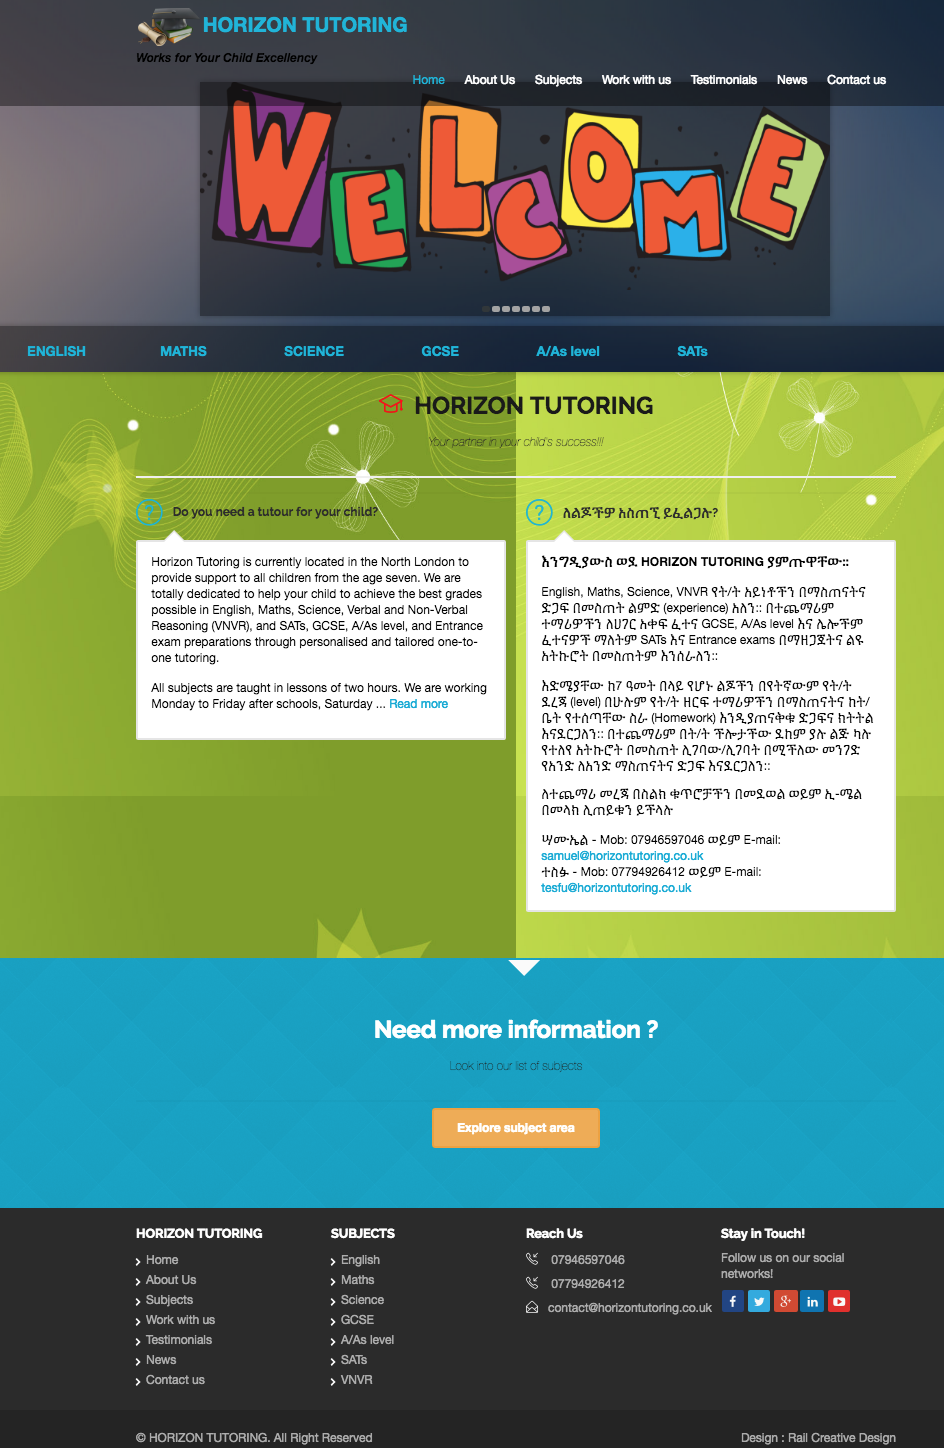 HORIZON TUTORING
Works for Your Child Excellency
Home About Us Subjects Work with us Testimonials News Contact us
WELCOME
ENGLISH MATHS SCIENCE GCSE A/As level SATs
HORIZON TUTORING
Your partner in your child's success!!!
Do you need a tutour for your child?
Horizon Tutoring is currently located in the North London to
provide support to all children from the age seven. We are
totally dedicated to help your child to achieve the best grades
possible in English, Maths, Science, Verbal and Non-Verbal
Reasoning (VNVR), and SATs, GCSE, A/As level, and Entrance
exam preparations through personalised and tailored one-to-
one tutoring.
All subjects are taught in lessons of two hours. We are working
Monday to Friday after schools, Saturday ... Read more
ለልጆችዎ አስጠኚ ይፈልጋሉ?
እንግዲያውስ ወደ HORIZON TUTORING ያምጡዋቸው::
English, Maths, Science, VNVR የት/ት አይነቶችን በማስጠናትና
ድጋፍ በመስጠት ልምድ (experience) አለን:: በተጨማሪም
ተማሪዎችን ለሀገር አቀፍ ፈተና GCSE, A/As level እና ሌሎችም
ፈተናዎች ማለትም SATs እና Entrance exams በማዘጋጀትና ልዩ
አትኩሮት በመስጠትም እንሰራለን::
እድሜያቸው ከ7 ዓመት በላይ የሆኑ ልጆችን በየትኛውም የት/ት
ደረጃ (level) በሁሉም የት/ት ዘርፍ ተማሪዎችን በማስጠናትና ከት/
ቤት የተሰጣቸው ስራ (Homework) እንዲያጠናቅቁ ድጋፍና ክትትል
እናደርጋለን:: በተጨማሪም በት/ት ችሎታችው ደከም ያሉ ልጅ ካሉ
የተለየ አትኩሮት በመስጠት ሊገባው/ሊገባት በሚችለው መንገድ
የአንድ ለአንድ ማስጠናትና ድጋፍ እናደርጋለን::
ለተጨማሪ መረጃ በስልክ ቁጥሮቻችን በመደወል ወይም ኢ-ሜል
በመላክ ሊጠይቁን ይችላሉ
ሣሙኤል - Mob: 07946597046 ወይም E-mail:
samuel@horizontutoring.co.uk
ተስፉ - Mob: 07794926412 ወይም E-mail:
tesfu@horizontutoring.co.uk
Need more information ?
Look into our list of subjects
Explore subject area
HORIZON TUTORING
Home
About Us
Subjects
Work with us
Testimonials
News
Contact us
SUBJECTS
English
Maths
Science
GCSE
A/As level
SATs
VNVR
Reach Us
07946597046
07794926412
contact@horizontutoring.co.uk
Stay in Touch!
Follow us on our social
networks!
© HORIZON TUTORING. All Right Reserved
Design : Rail Creative Design